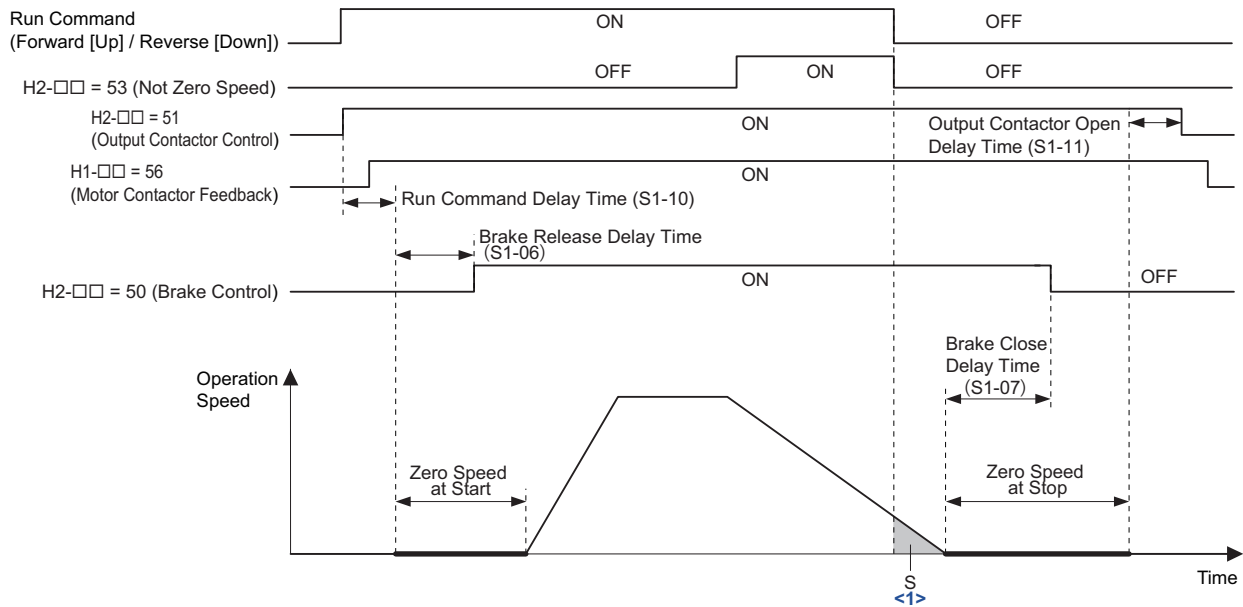 Run Command
(Forward [Up] / Reverse [Down])
ON
OFF
H2-□□ = 53 (Not Zero Speed)
OFF
ON
OFF
H2-□□ = 51
(Output Contactor Control)
ON
Output Contactor Open
Delay Time (S1-11)
H1-□□ = 56
(Motor Contactor Feedback)
ON
Run Command Delay Time (S1-10)
Brake Release Delay Time
(S1-06)
H2-□□ = 50 (Brake Control)
ON
OFF
Brake Close
Delay Time
(S1-07)
Operation
Speed
Zero Speed
at Start
Zero Speed
at Stop
S
<1>
Time